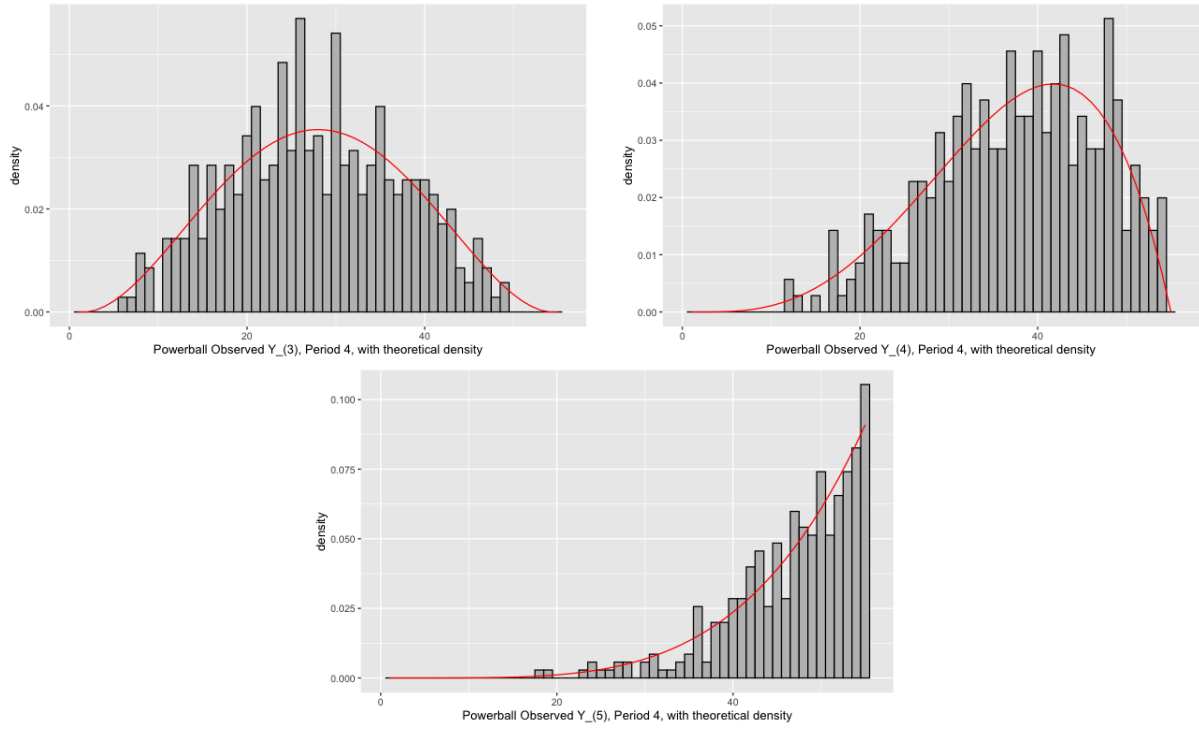 0.04
0.02
0.00
density
0 20 40
Powerball Observed Y_(3), Period 4, with theoretical density
0.05
0.04
0.03
0.02
0.01
0.00
density
0 20 40
Powerball Observed Y_(4), Period 4, with theoretical density
0.100
0.075
0.050
0.025
0.000
density
0 20 40
Powerball Observed Y_(5), Period 4, with theoretical density